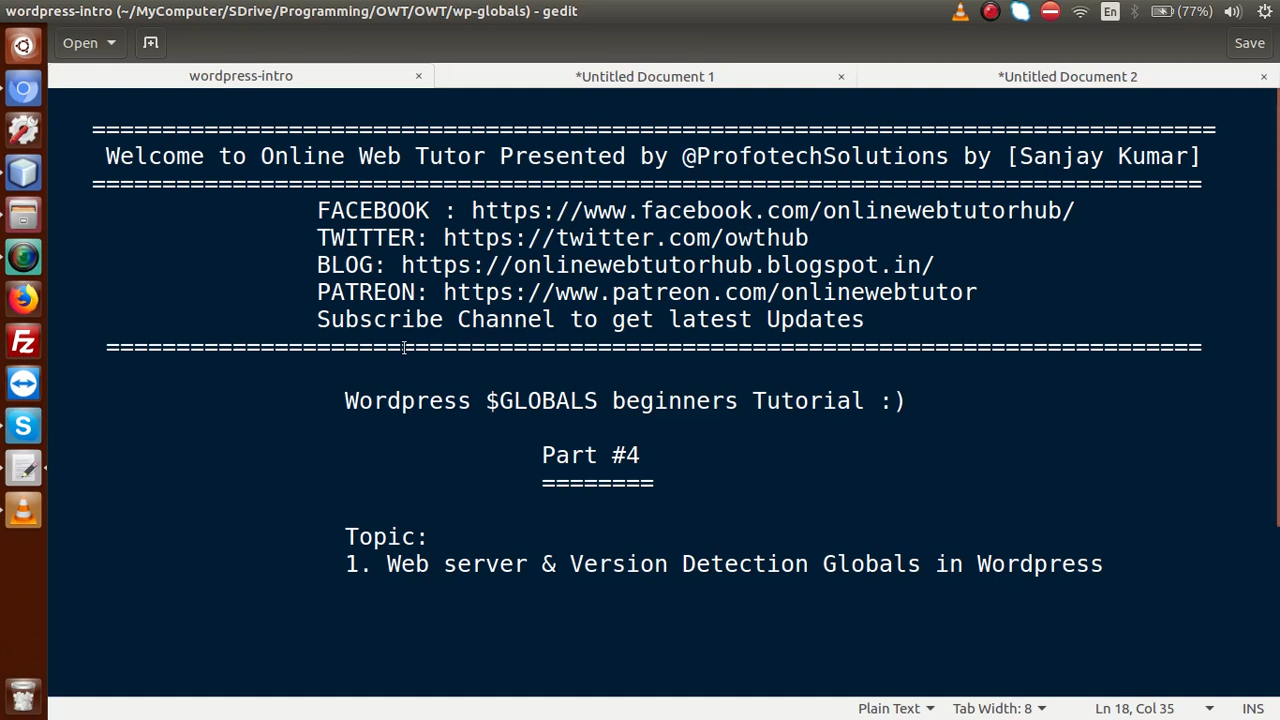 wordpress-intro (~/MyComputer/SDrive/Programming/OWT/OWT/wp-globals) - gedit
En
(77%)
Open
Save
wordpress-intro ×
*Untitled Document 1 ×
*Untitled Document 2 ×
================================================================================
Welcome to Online Web Tutor Presented by @ProfotechSolutions by [Sanjay Kumar]
===============================================================================
FACEBOOK : https://www.facebook.com/onlinewebtutorhub/
TWITTER: https://twitter.com/owthub
BLOG: https://onlinewebtutorhub.blogspot.in/
PATREON: https://www.patreon.com/onlinewebtutor
Subscribe Channel to get latest Updates
==============================================================================
Wordpress $GLOBALS beginners Tutorial :)
Part #4
========
Topic:
1. Web server & Version Detection Globals in Wordpress
Plain Text
Tab Width: 8
Ln 18, Col 35
INS